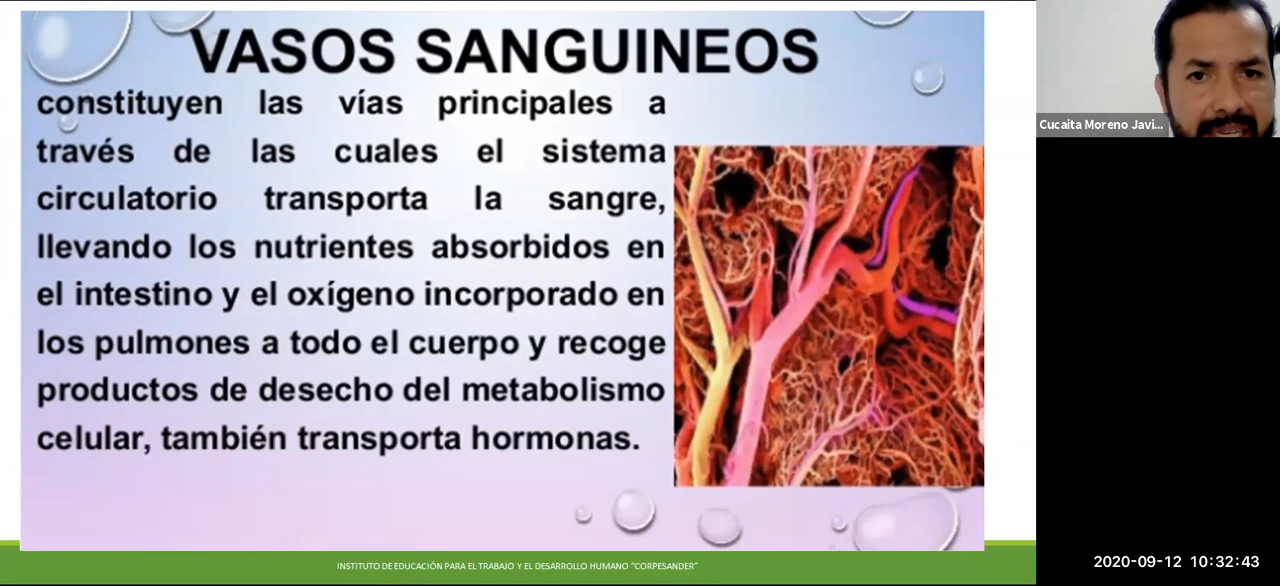 VASOS SANGUINEOS
constituyen las vías principales a
través de las cuales el sistema
circulatorio transporta la sangre,
llevando los nutrientes absorbidos en
el intestino y el oxígeno incorporado en
los pulmones a todo el cuerpo y recoge
productos de desecho del metabolismo
celular, también transporta hormonas.
INSTITUTO DE EDUCACIÓN PARA EL TRABAJO Y EL DESARROLLO HUMANO “CORPESANDER”
Cucaita Moreno Javi...
2020-09-12 10:32:43